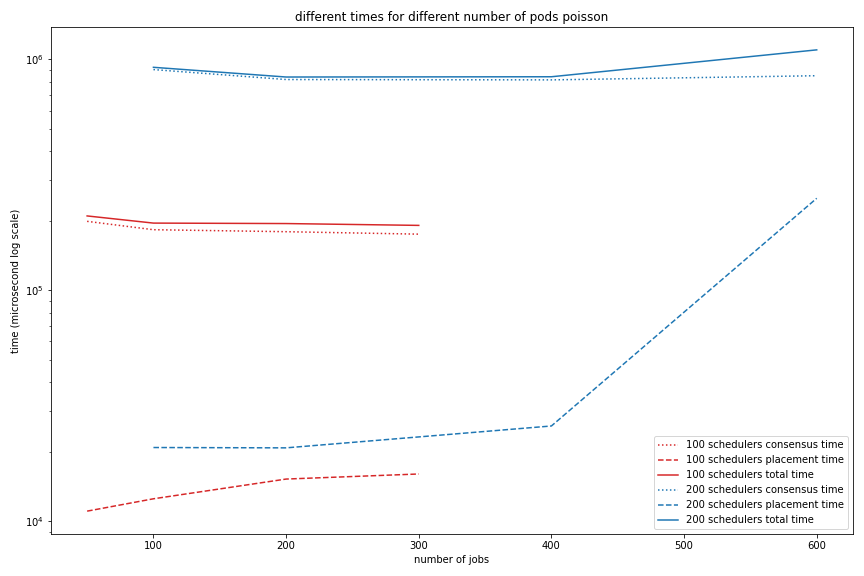 different times for different number of pods poisson
time (microsecond log scale)
10^6
10^5
10^4
100 200 300 400 500 600
number of jobs
100 schedulers consensus time
100 schedulers placement time
100 schedulers total time
200 schedulers consensus time
200 schedulers placement time
200 schedulers total time